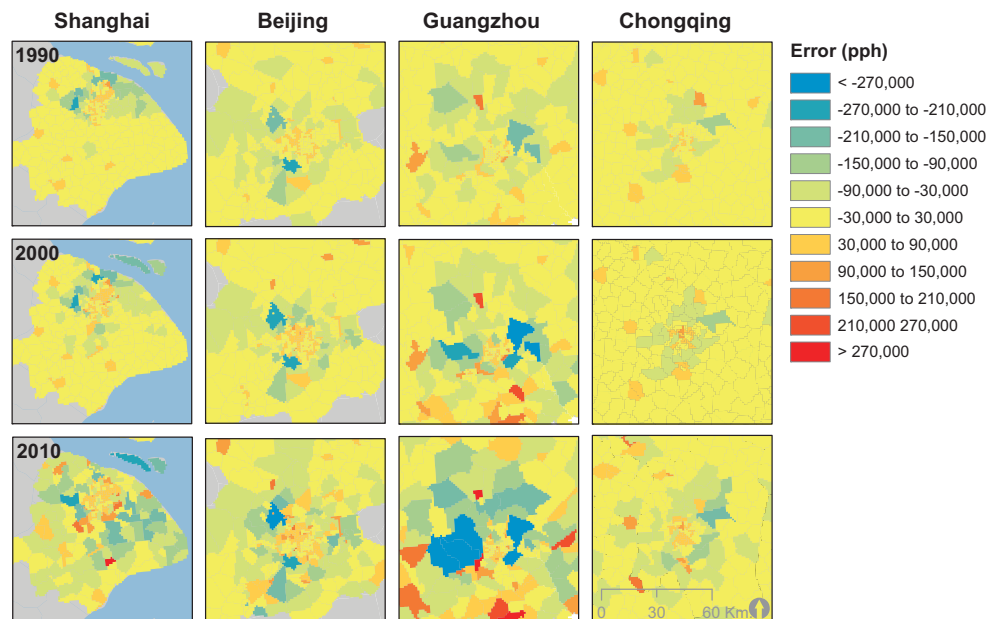 Shanghai Beijing Guangzhou Chongqing
1990
2000
2010
Error (pph)
< -270,000
-270,000 to -210,000
-210,000 to -150,000
-150,000 to -90,000
-90,000 to -30,000
-30,000 to 30,000
30,000 to 90,000
90,000 to 150,000
150,000 to 210,000
210,000 270,000
> 270,000
0 30 60 Km